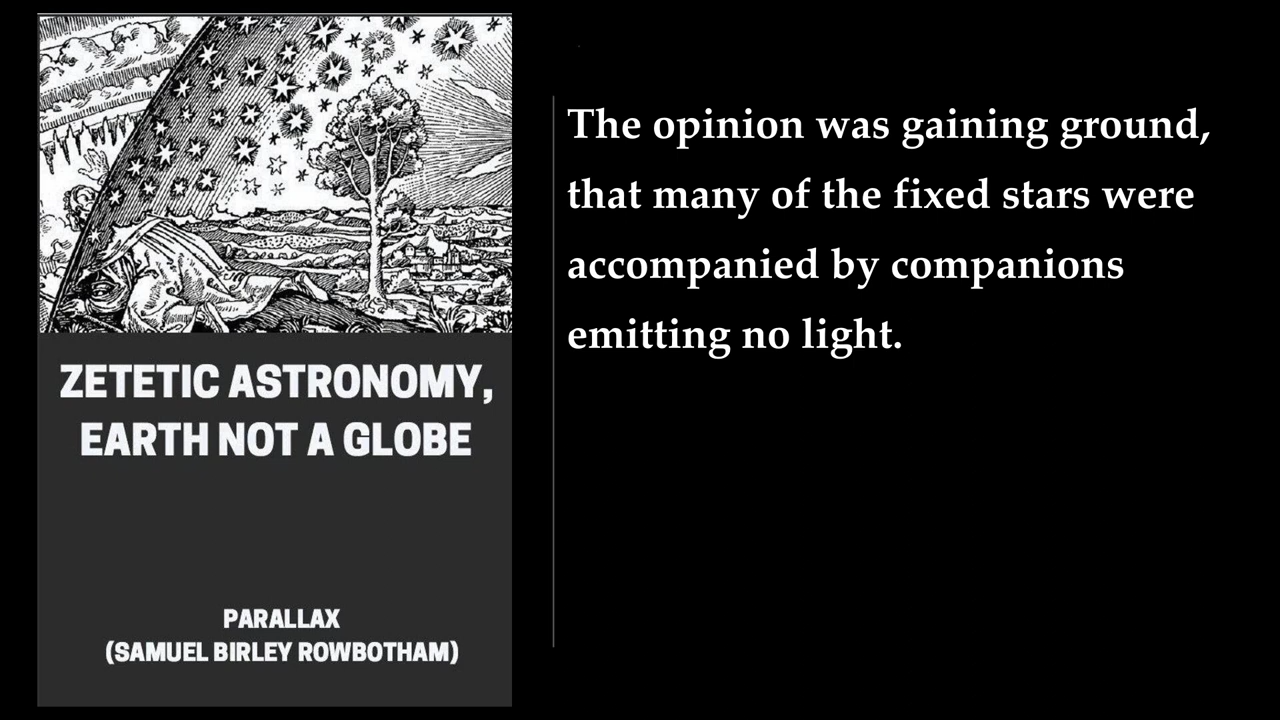 ZETETIC ASTRONOMY,
EARTH NOT A GLOBE
PARALLAX
(SAMUEL BIRLEY ROWBOTHAM)
The opinion was gaining ground,
that many of the fixed stars were
accompanied by companions
emitting no light.